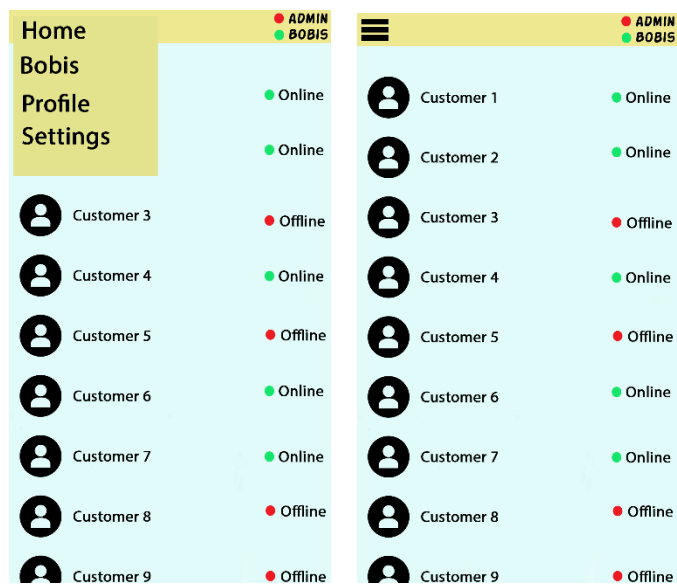 Home
ADMIN
BOBIS
Bobis
Profile
Settings
Online
Online
Customer 3 Offline
Customer 4 Online
Customer 5 Offline
Customer 6 Online
Customer 7 Online
Customer 8 Offline
Customer 9 Offline
ADMIN
BOBIS
Customer 1 Online
Customer 2 Online
Customer 3 Offline
Customer 4 Online
Customer 5 Offline
Customer 6 Online
Customer 7 Online
Customer 8 Offline
Customer 9 Offline